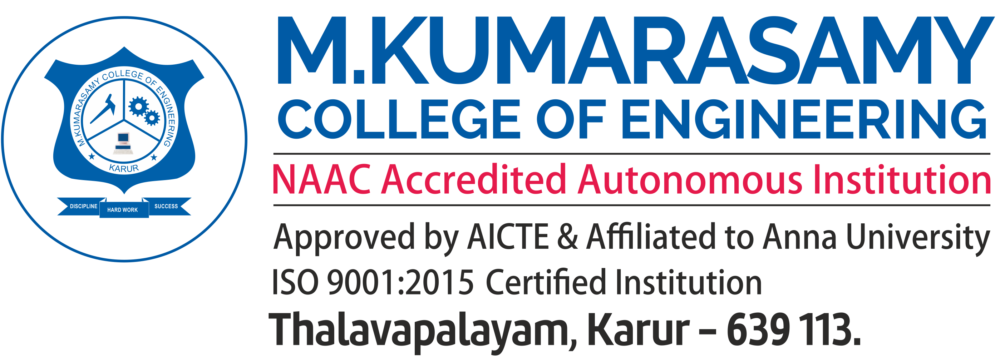 M.KUMARASAMY COLLEGE OF ENGINEERING
KARUR
DISCIPLINE
HARD WORK
SUCCESS
M.KUMARASAMY
COLLEGE OF ENGINEERING
NAAC Accredited Autonomous Institution
Approved by AICTE & Affiliated to Anna University
ISO 9001:2015 Certified Institution
Thalavapalayam, Karur – 639 113.